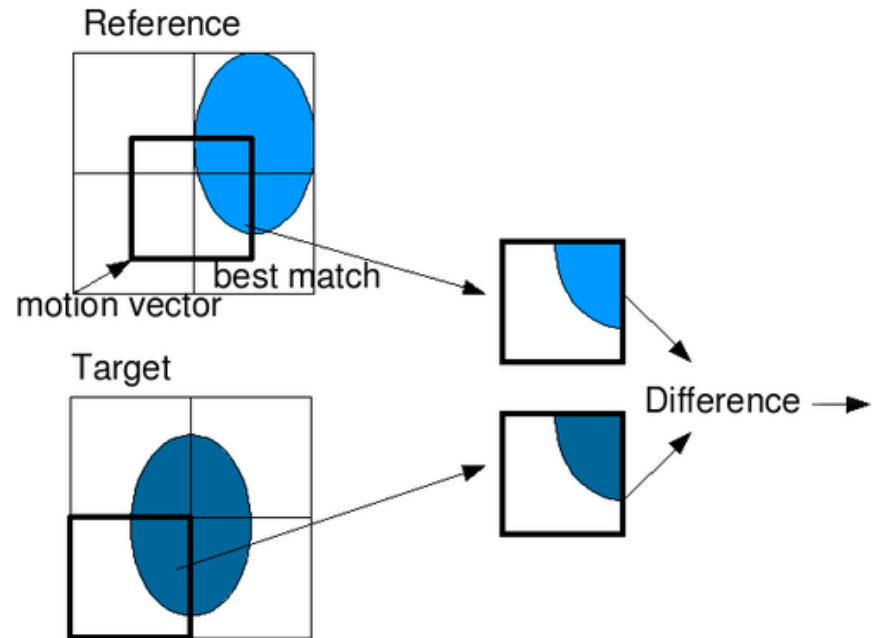 Reference
best match
motion vector
Target
Difference